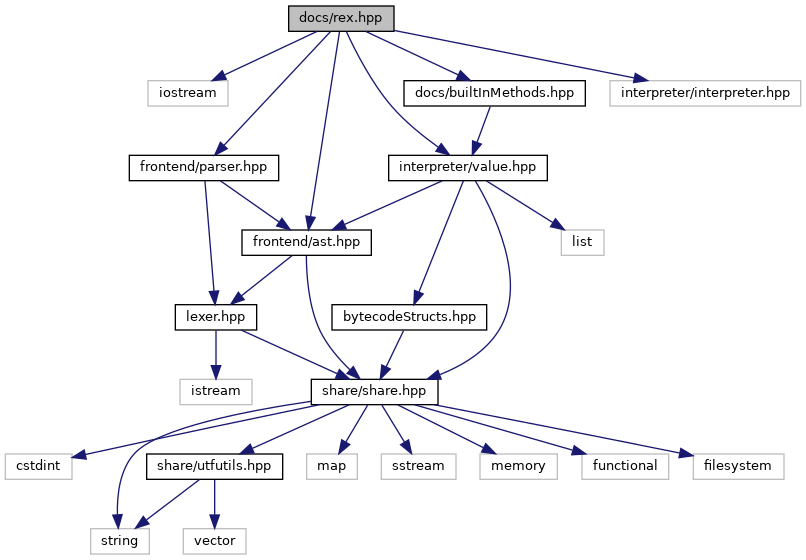 docs/rex.hpp
iostream
docs/builtInMethods.hpp
interpreter/interpreter.hpp
frontend/parser.hpp
interpreter/value.hpp
frontend/ast.hpp
list
lexer.hpp
bytecodeStructs.hpp
istream
share/share.hpp
cstdint
share/utfutils.hpp
map
sstream
memory
functional
filesystem
string
vector